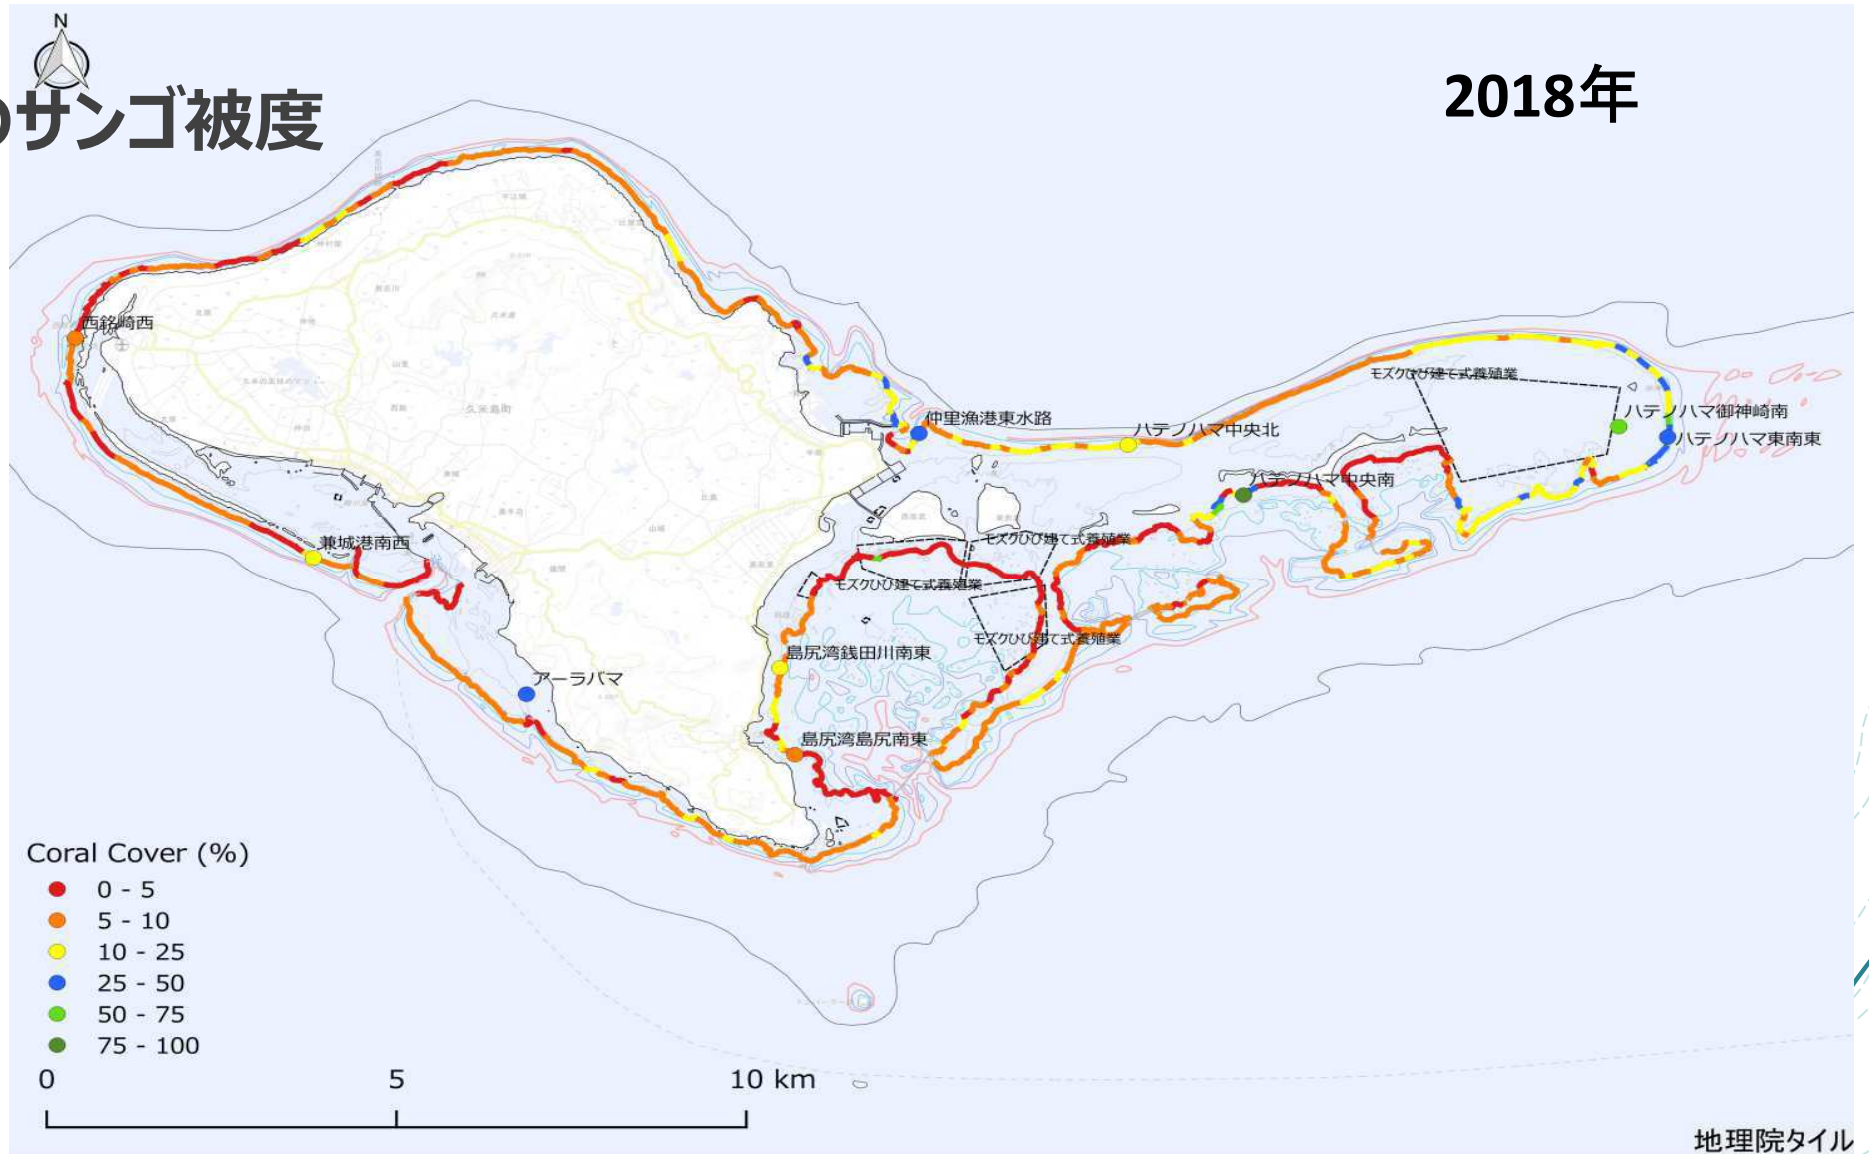 N
のサンゴ被度
2018年
西銘崎西
モズクひび建て式養殖業
ハテノハマ御神崎南
仲里漁港東水路
ハテノハマ中央北
ハテノハマ東南東
ハテノハマ中央南
兼城港南西
モズクひび建て式養殖業
モズクひび建て式養殖業
久米島町
モズクひび建て式養殖業
島尻湾銭田川南東
アーラバマ
島尻湾島尻南東
Coral Cover (%)
0 - 5
5 - 10
10 - 25
25 - 50
50 - 75
75 - 100
0 5 10 km
地理院タイル